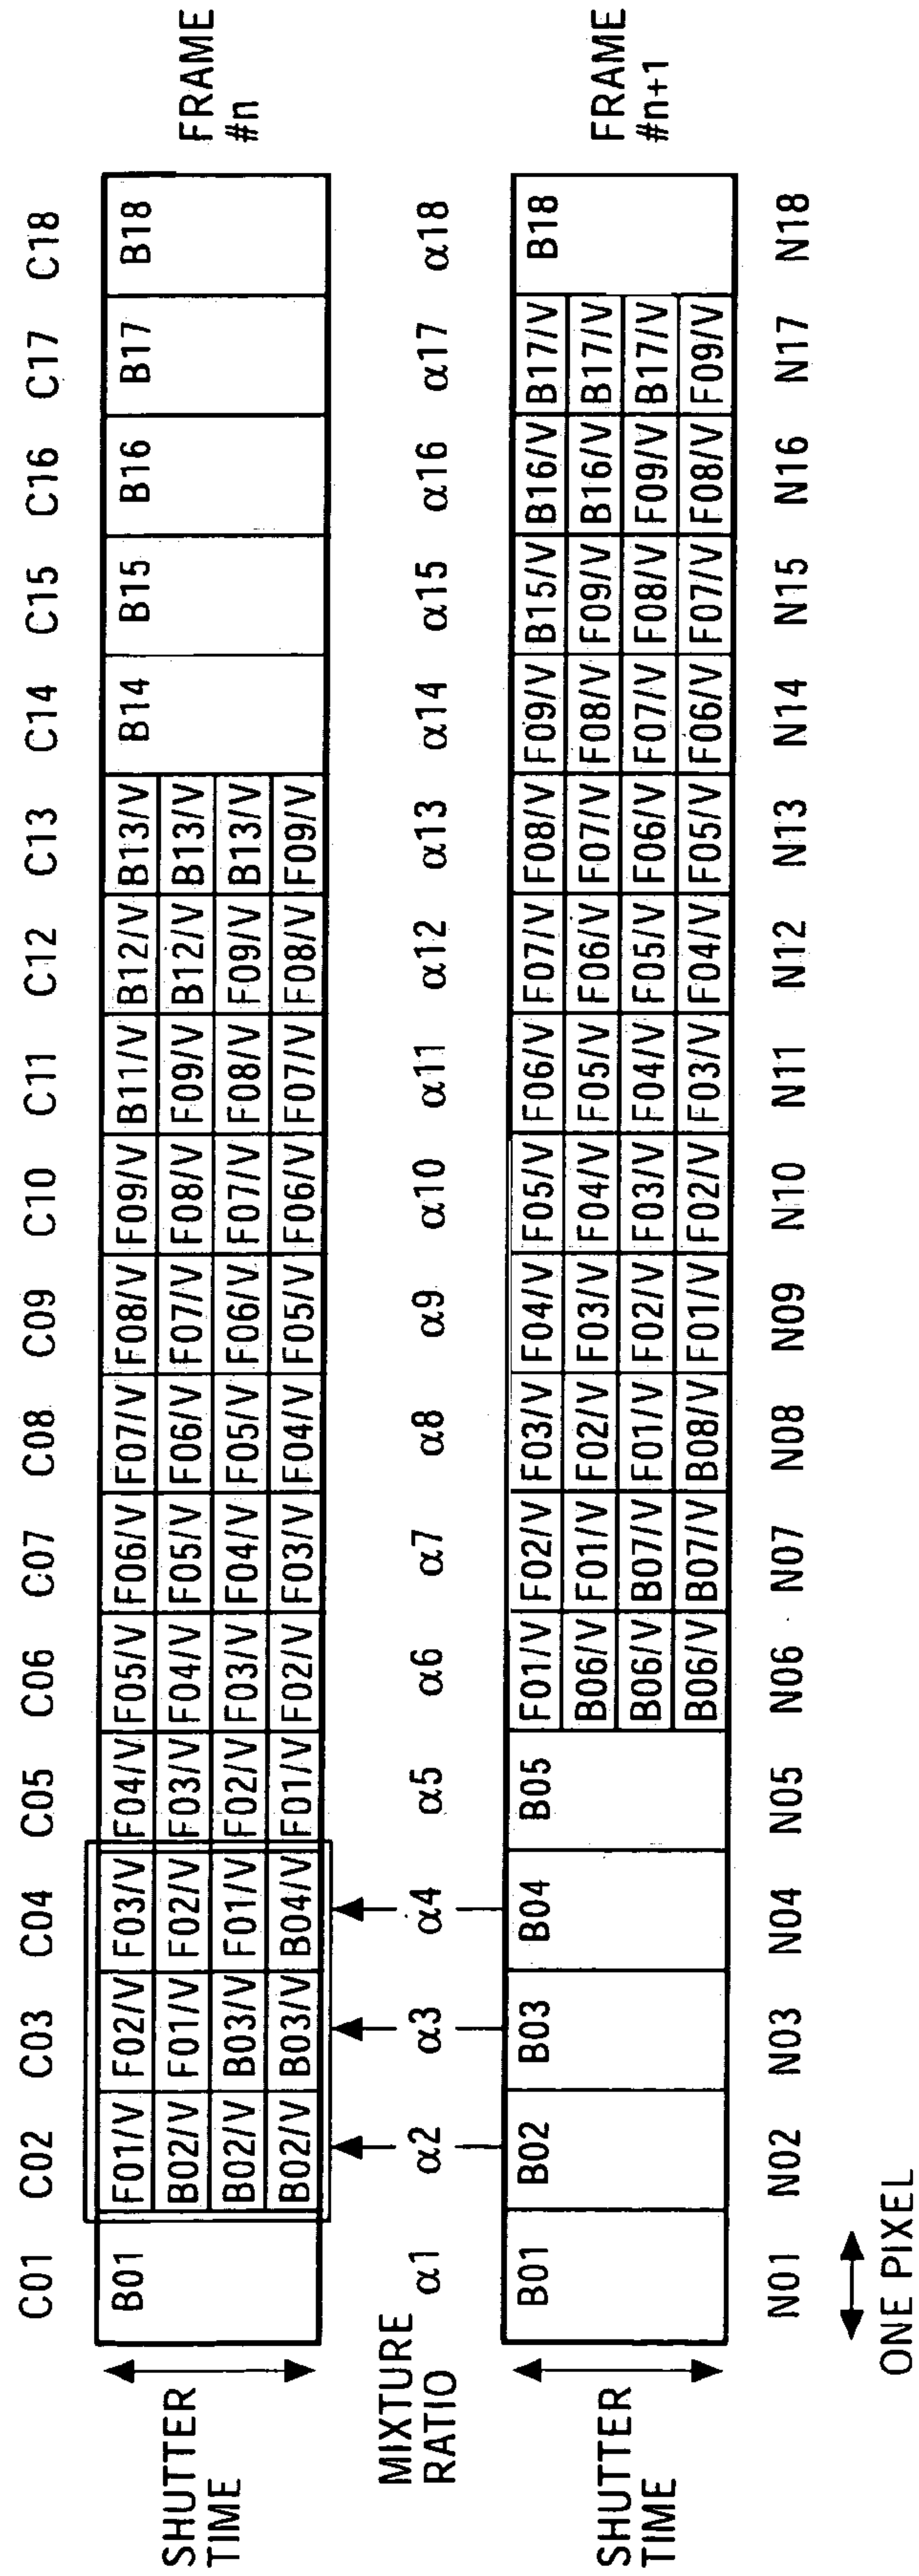 C01 C02 C03 C04 C05 C06 C07 C08 C09 C10 C11 C12 C13 C14 C15 C16 C17 C18
B01 F01/V F02/V F03/V F04/V F05/V F06/V F07/V F08/V F09/V B11/V B12/V B13/V B14 B15 B16 B17 B18
B02/V F01/V F02/V F03/V F04/V F05/V F06/V F07/V F08/V F09/V B12/V B13/V
B02/V B03/V F01/V F02/V F03/V F04/V F05/V F06/V F07/V F08/V F09/V B13/V
B02/V B03/V B04/V F01/V F02/V F03/V F04/V F05/V F06/V F07/V F08/V F09/V
SHUTTER
TIME
FRAME
#n
MIXTURE
RATIO
α1 α2 α3 α4 α5 α6 α7 α8 α9 α10 α11 α12 α13 α14 α15 α16 α17 α18
B01 B02 B03 B04 B05 F01/V F02/V F03/V F04/V F05/V F06/V F07/V F08/V F09/V B15/V B16/V B17/V B18
B06/V F01/V F02/V F03/V F04/V F05/V F06/V F07/V F08/V F09/V B16/V B17/V
B06/V B07/V F01/V F02/V F03/V F04/V F05/V F06/V F07/V F08/V F09/V B17/V
B06/V B07/V B08/V F01/V F02/V F03/V F04/V F05/V F06/V F07/V F08/V F09/V
SHUTTER
TIME
FRAME
#n+1
N01 N02 N03 N04 N05 N06 N07 N08 N09 N10 N11 N12 N13 N14 N15 N16 N17 N18
ONE PIXEL